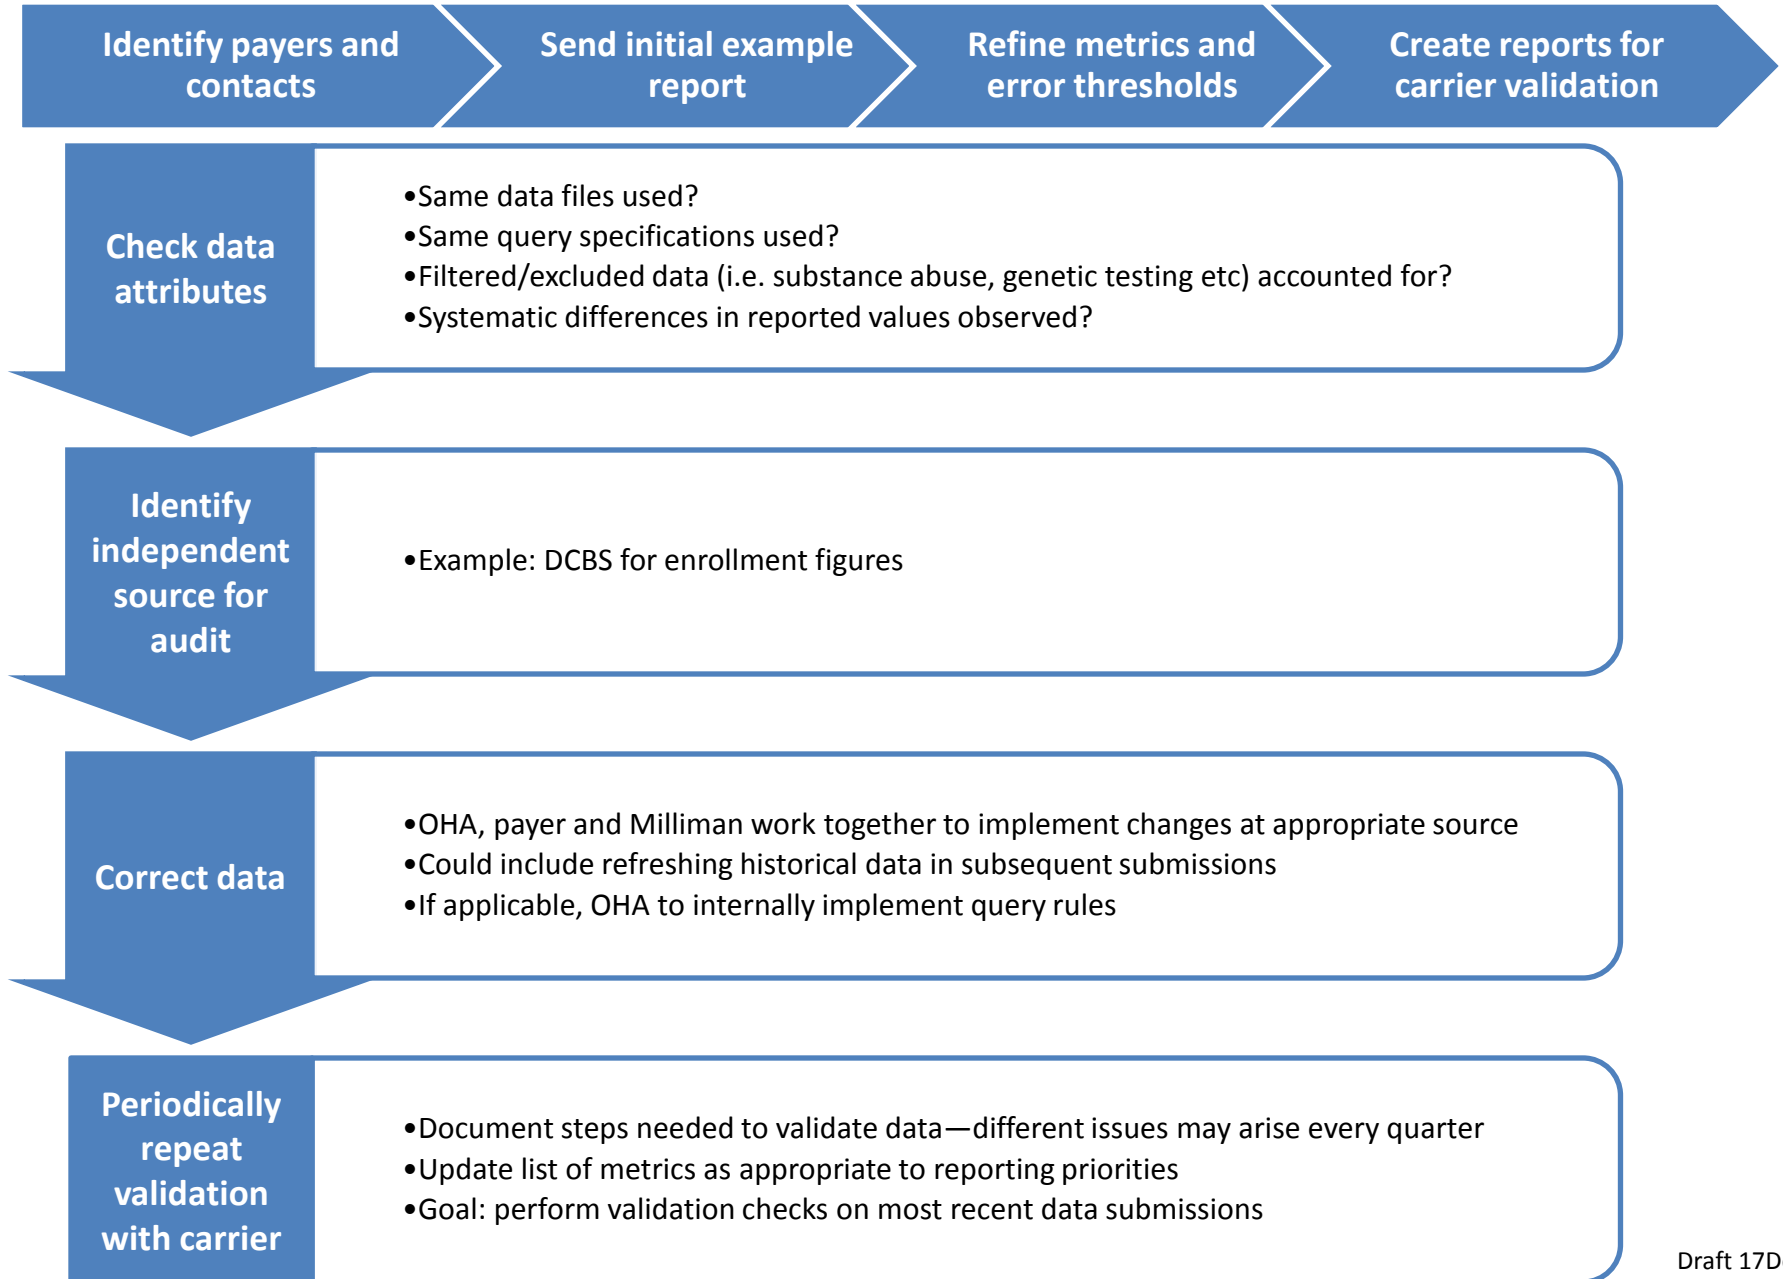 Identify payers and
contacts
Send initial example
report
Refine metrics and
error thresholds
Create reports for
carrier validation
Check data
attributes
•Same data files used?
•Same query specifications used?
•Filtered/excluded data (i.e. substance abuse, genetic testing etc) accounted for?
•Systematic differences in reported values observed?
Identify
independent
source for
audit
•Example: DCBS for enrollment figures
Correct data
•OHA, payer and Milliman work together to implement changes at appropriate source
•Could include refreshing historical data in subsequent submissions
•If applicable, OHA to internally implement query rules
Periodically
repeat
validation
with carrier
•Document steps needed to validate data—different issues may arise every quarter
•Update list of metrics as appropriate to reporting priorities
•Goal: perform validation checks on most recent data submissions
Draft 17D